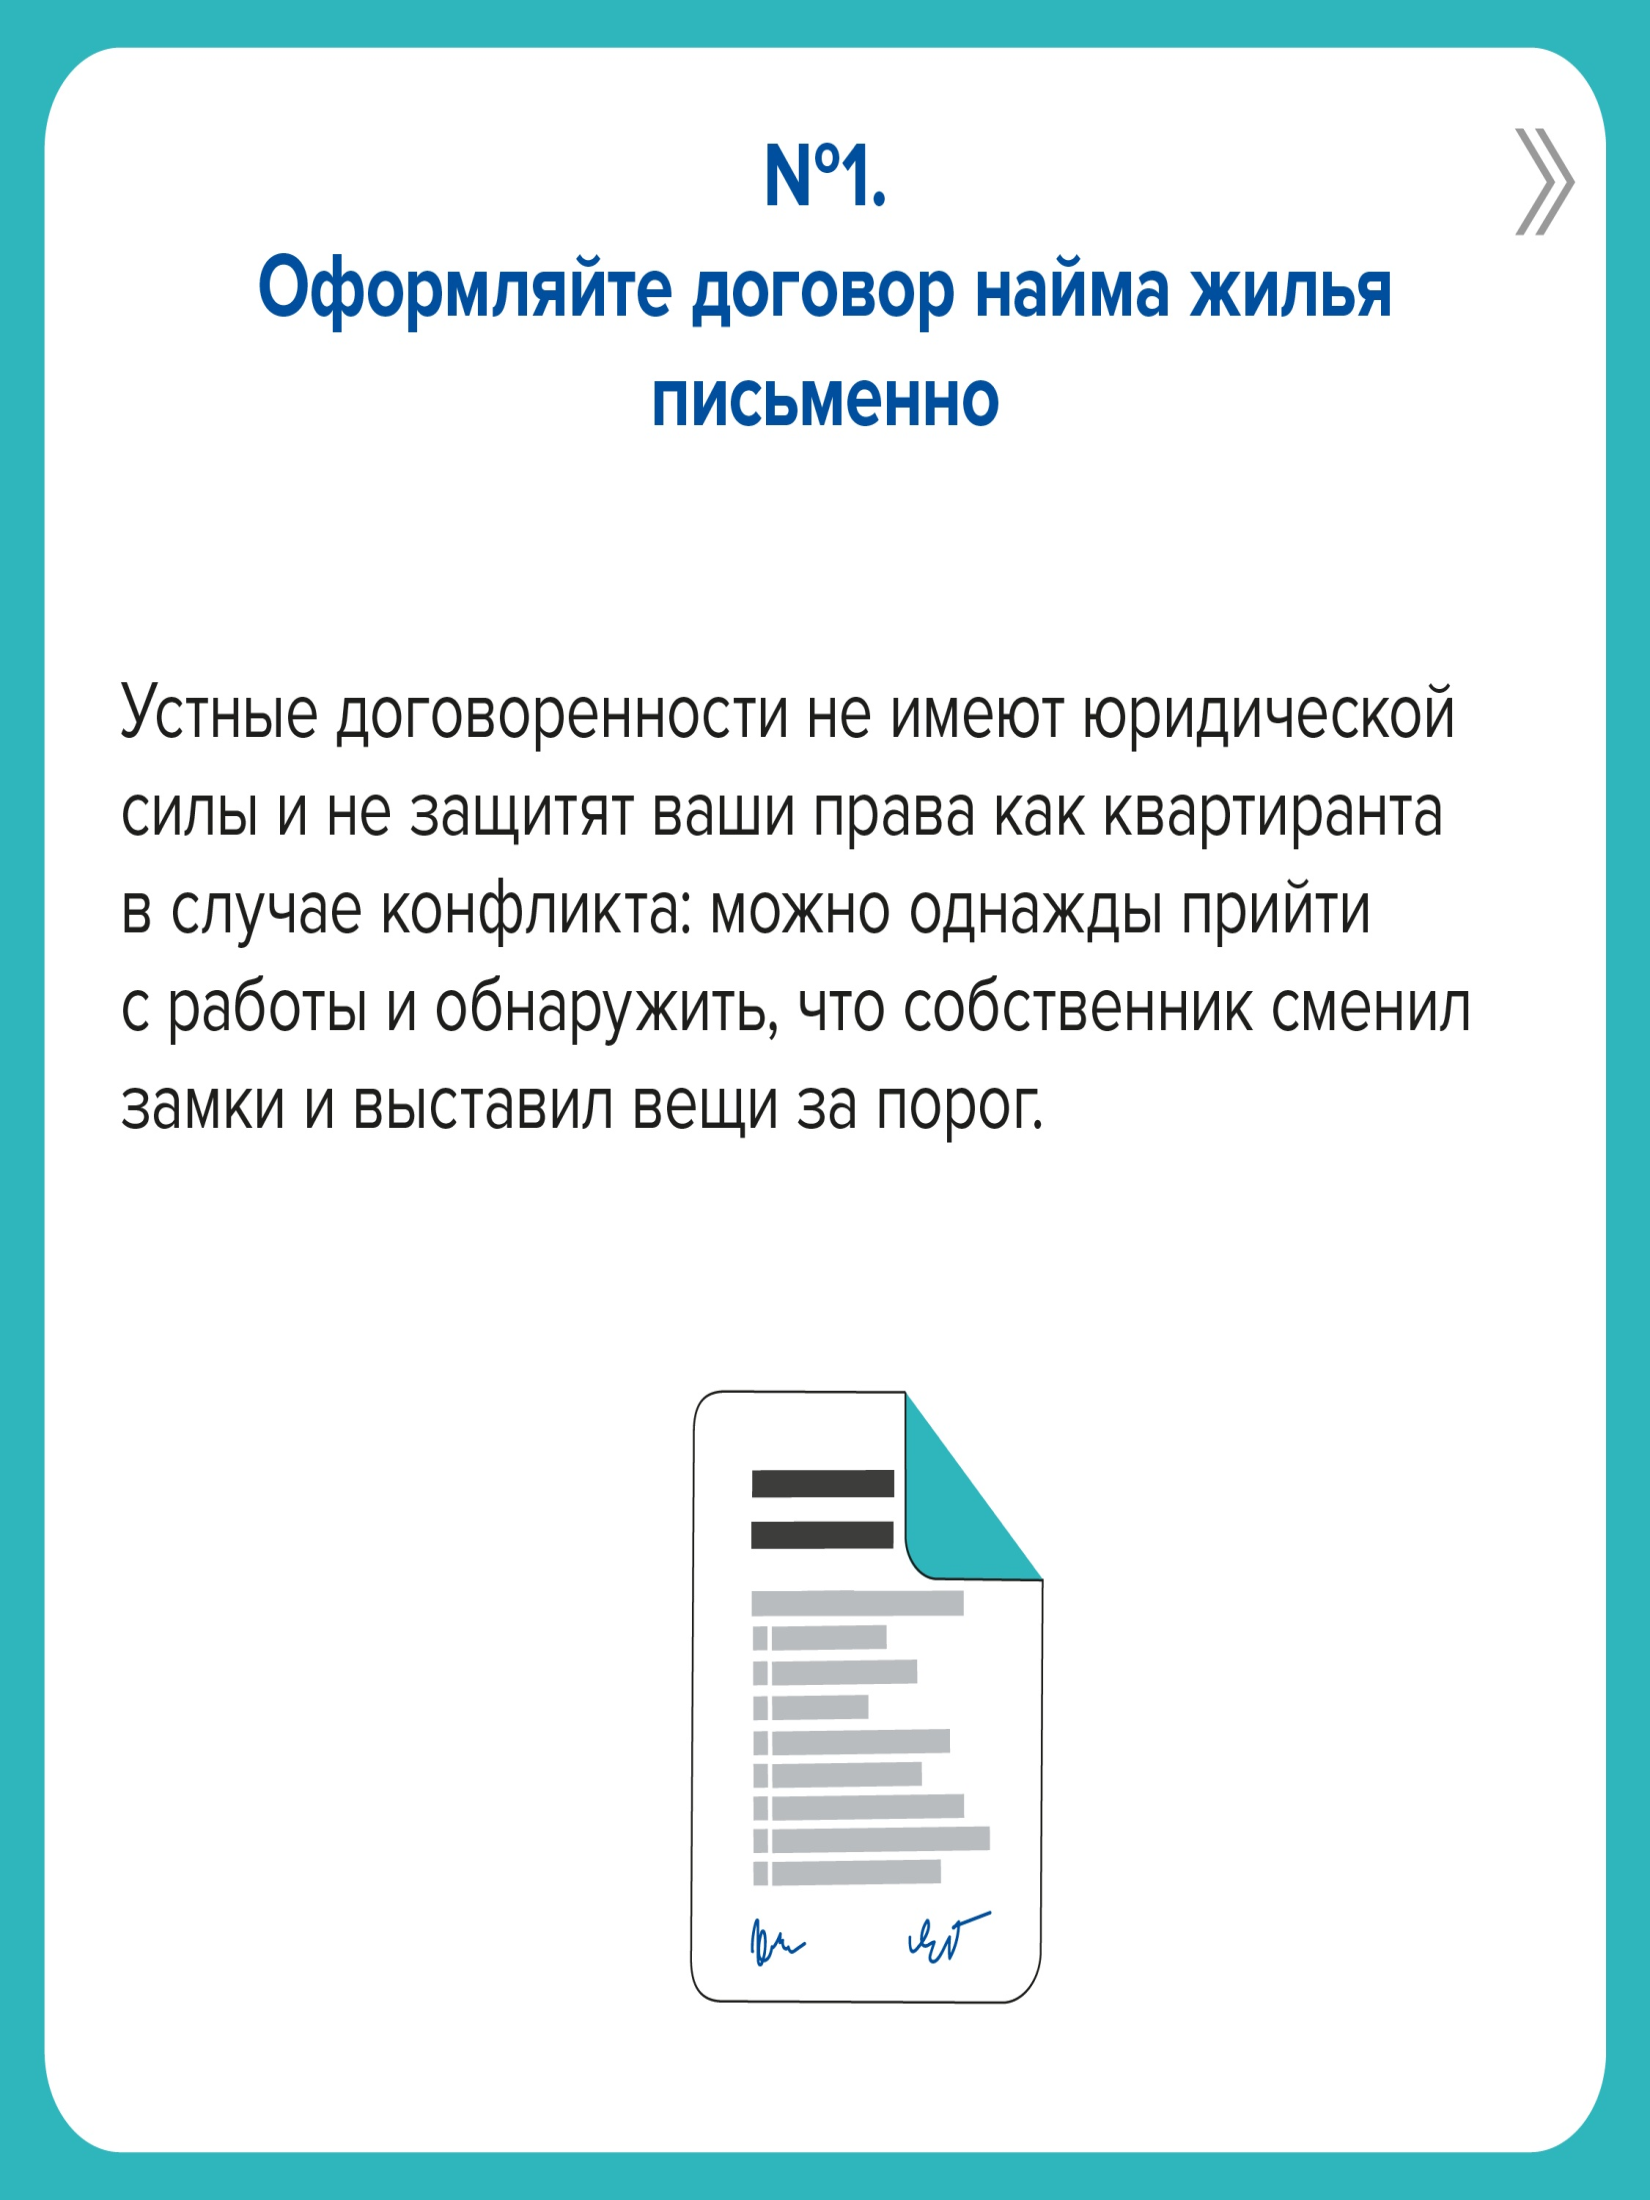 №1.
Оформляйте договор найма жилья
письменно
Устные договоренности не имеют юридической
силы и не защитят ваши права как квартиранта
в случае конфликта: можно однажды прийти
с работы и обнаружить, что собственник сменил
замки и выставил вещи за порог.